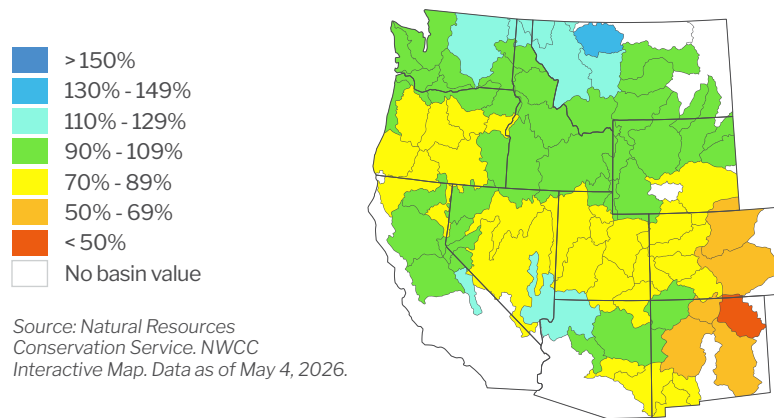 > 150%
130% - 149%
110% - 129%
90% - 109%
70% - 89%
50% - 69%
< 50%
No basin value
Source: Natural Resources
Conservation Service. NWCC
Interactive Map. Data as of May 4, 2026.